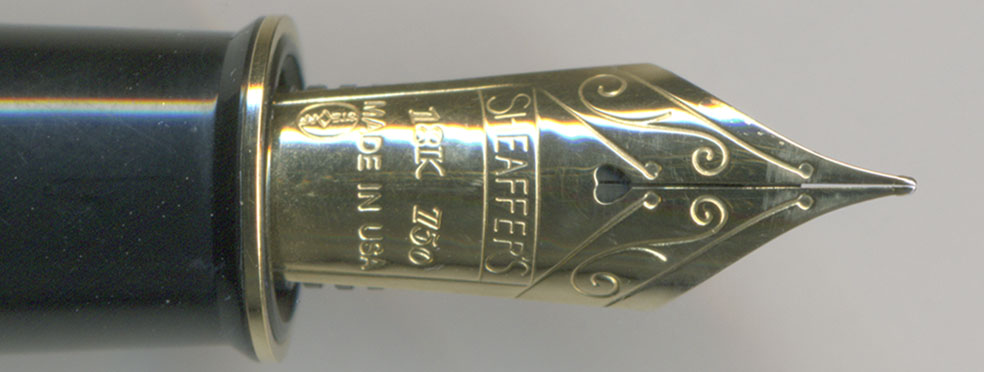 SHEAFFER'S
18K 750
MADE IN USA